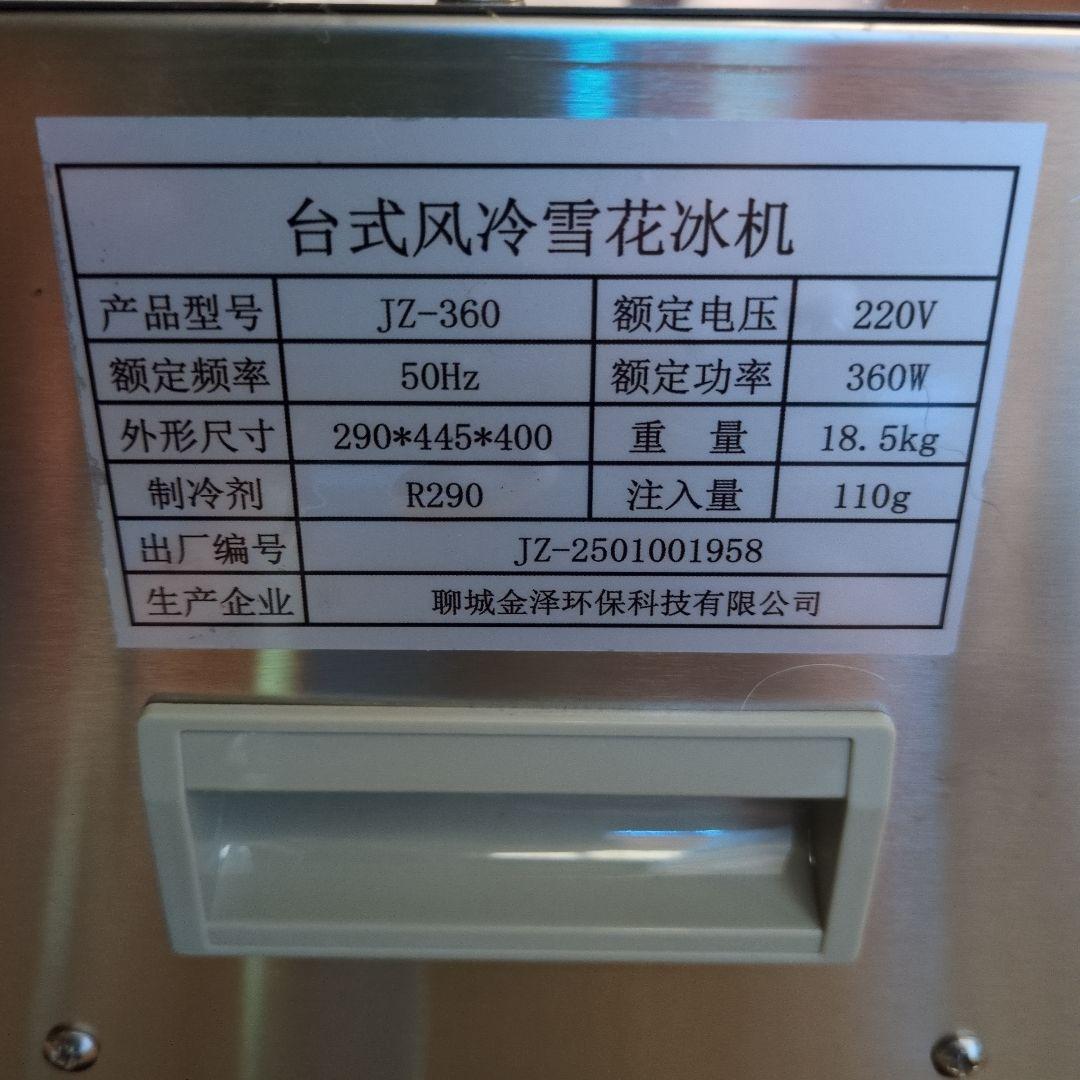 台式风冷雪花冰机
产品型号 JZ-360 额定电压 220V
额定频率 50Hz 额定功率 360W
外形尺寸 290*445*400 重 量 18.5kg
制冷剂 R290 注入量 110g
出厂编号 JZ-2501001958
生产企业 聊城金泽环保科技有限公司